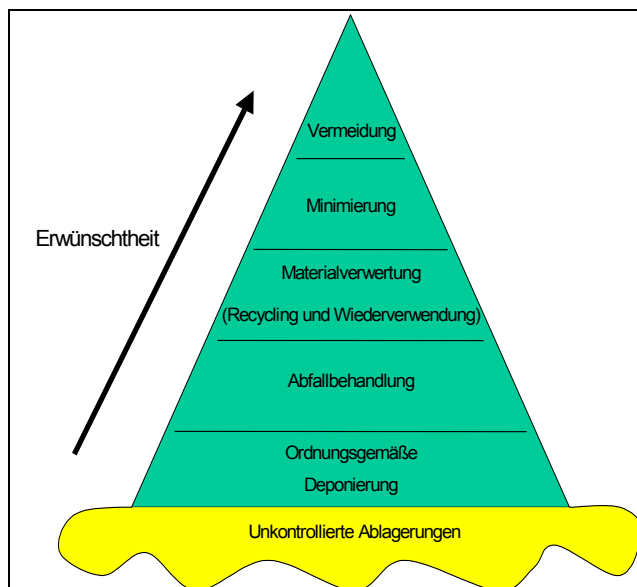 Vermeidung
Minimierung
Erwünschtheit
Materialverwertung
(Recycling und Wiederverwendung)
Abfallbehandlung
Ordnungsgemäße
Deponierung
Unkontrollierte Ablagerungen